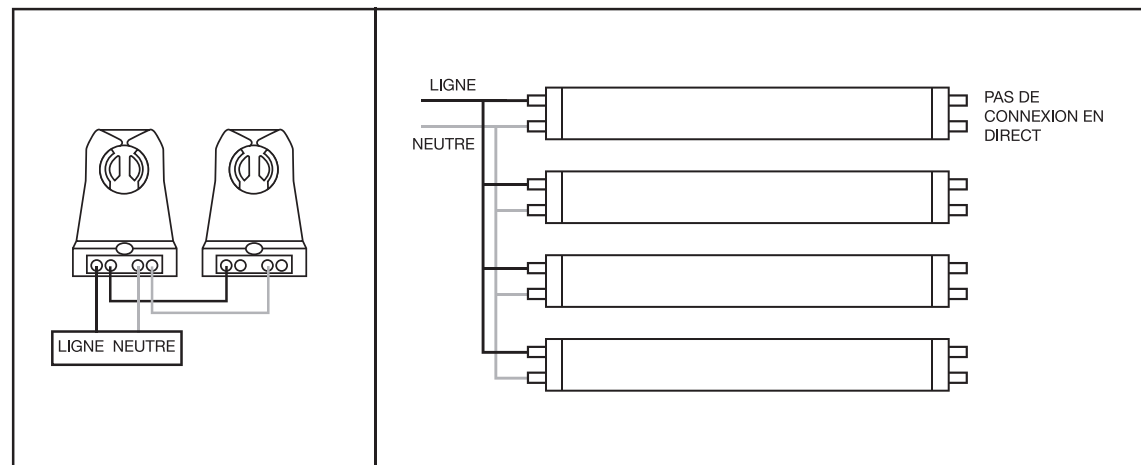 LIGNE NEUTRE
LIGNE
NEUTRE
PAS DE
CONNEXION EN
DIRECT